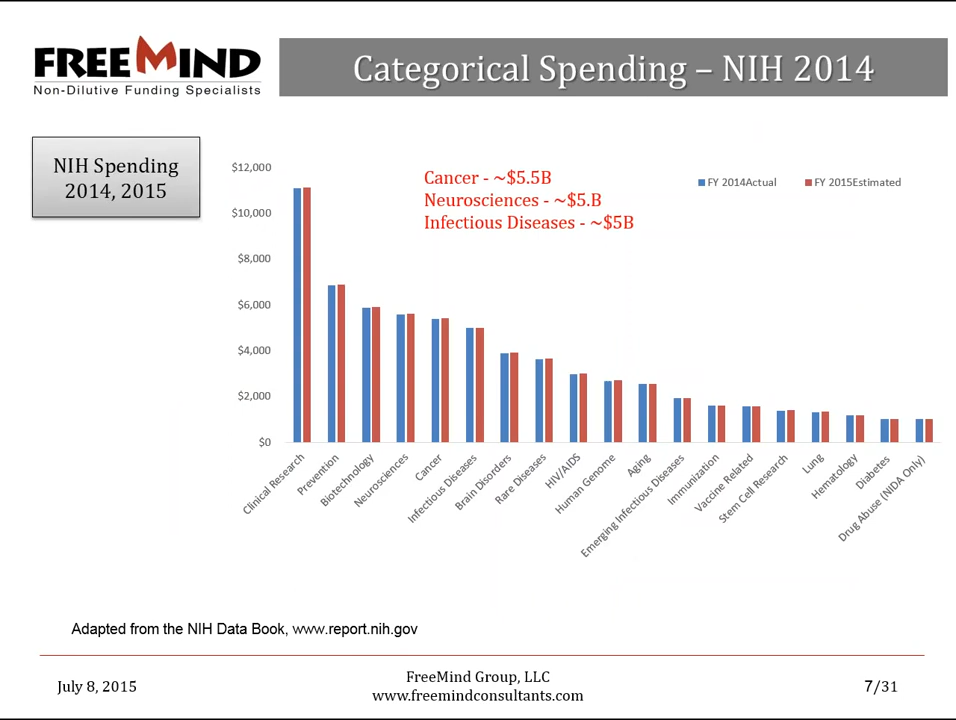 FREEMIND
Non-Dilutive Funding Specialists
Categorical Spending – NIH 2014
NIH Spending
2014, 2015
$12,000
$10,000
$8,000
$6,000
$4,000
$2,000
$0
Cancer - ~$5.5B
Neurosciences - ~$5.B
Infectious Diseases - ~$5B
FY 2014Actual
FY 2015Estimated
Clinical Research
Prevention
Biotechnology
Neurosciences
Cancer
Infectious Diseases
Brain Disorders
Rare Diseases
HIV/AIDS
Human Genome
Aging
Emerging Infectious Diseases
Immunization
Vaccine Related
Stem Cell Research
Lung
Hematology
Diabetes
Drug Abuse (NIDA Only)
Adapted from the NIH Data Book, www.report.nih.gov
July 8, 2015
FreeMind Group, LLC
www.freemindconsultants.com
7/31